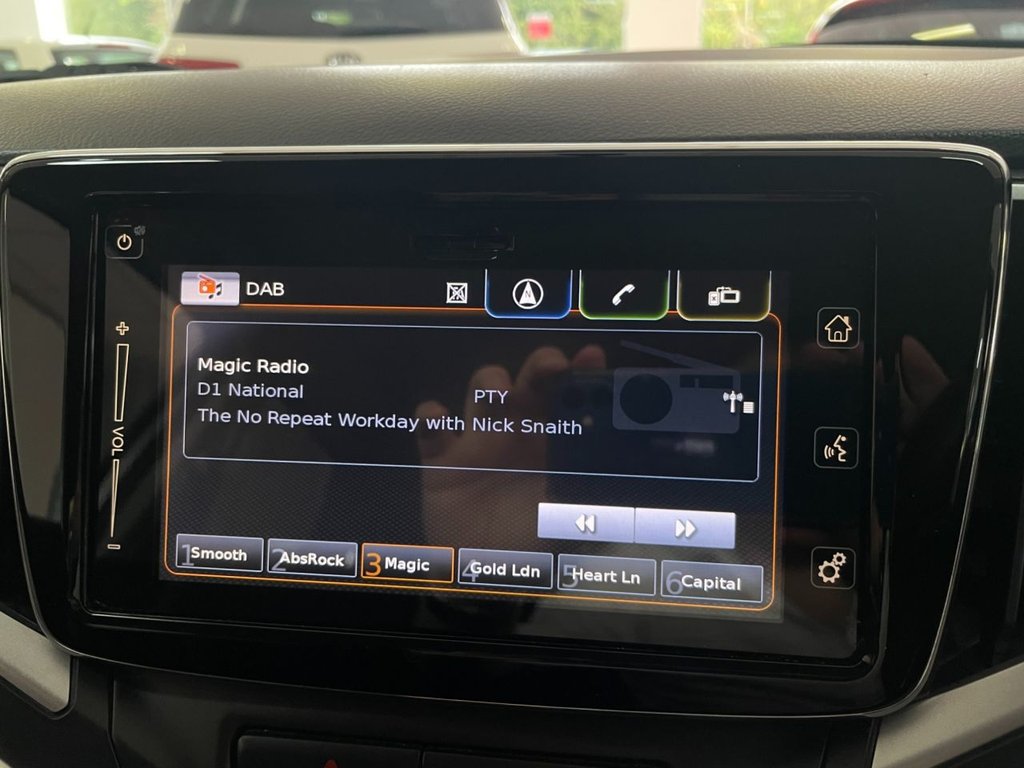 DAB
Magic Radio
D1 National
PTY
The No Repeat Workday with Nick Snaith
VOL
1 Smooth
2 AbsRock
3 Magic
4 Gold Ldn
5 Heart Ln
6 Capital